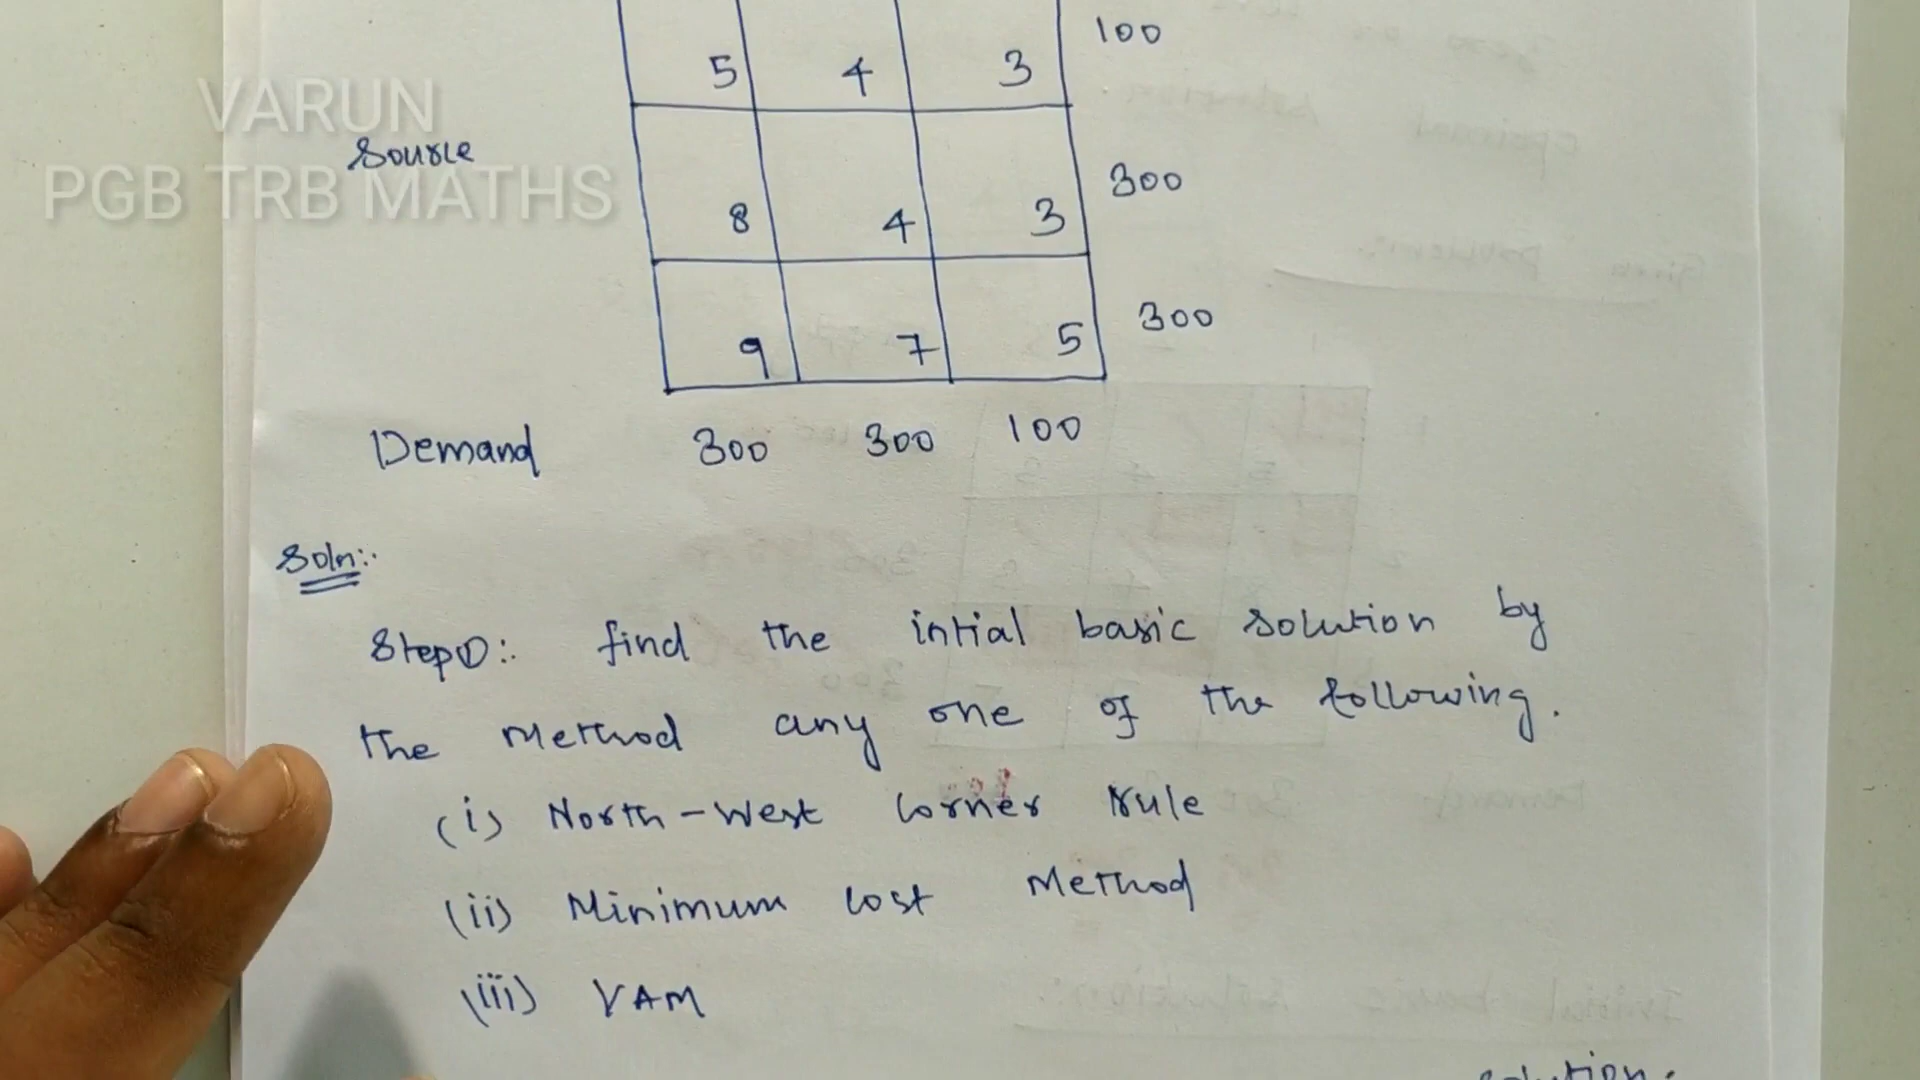 100
5 4 3
VARUN
Source
PGB TRB MATHS
300
8 4 3
300
9 7 5
Demand 300 300 100
Soln:.
Step①:. find the intial basic solution by
the Method any one of the following.
(i) North-West Corner Rule
(ii) Minimum Cost Method
(iii) VAM
solution.